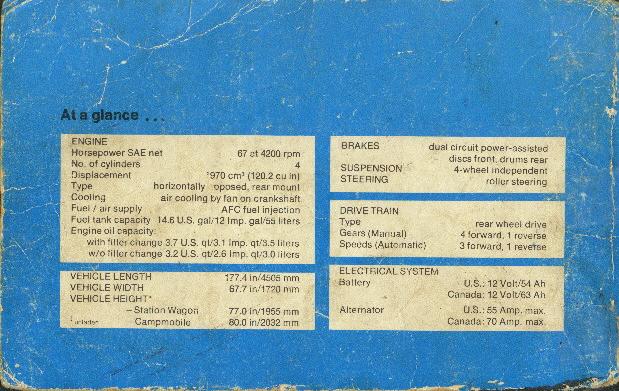 At a glance ...
ENGINE
Horsepower SAE net 67 at 4200 rpm
No. of cylinders 4
Displacement 1970 cm³ (120.2 cu in)
Type horizontally opposed, rear mount
Cooling air cooling by fan on crankshaft
Fuel / air supply AFC fuel injection
Fuel tank capacity 14.6 U.S. gal/12 Imp. gal/55 liters
Engine oil capacity:
with filter change 3.7 U.S. qt/3.1 Imp. qt/3.5 liters
w/o filter change 3.2 U.S. qt/2.6 Imp. qt/3.0 liters
VEHICLE LENGTH 177.4 in/4505 mm
VEHICLE WIDTH 67.7 in/1720 mm
VEHICLE HEIGHT*
– Station Wagon 77.0 in/1955 mm
Campmobile 80.0 in/2032 mm
BRAKES dual circuit power-assisted
discs front, drums rear
SUSPENSION 4-wheel independent
STEERING roller steering
DRIVE TRAIN
Type rear wheel drive
Gears (Manual) 4 forward, 1 reverse
Speeds (Automatic) 3 forward, 1 reverse
ELECTRICAL SYSTEM
Battery U.S.: 12 Volt/54 Ah
Canada: 12 Volt/63 Ah
Alternator U.S.: 55 Amp. max.
Canada: 70 Amp. max.